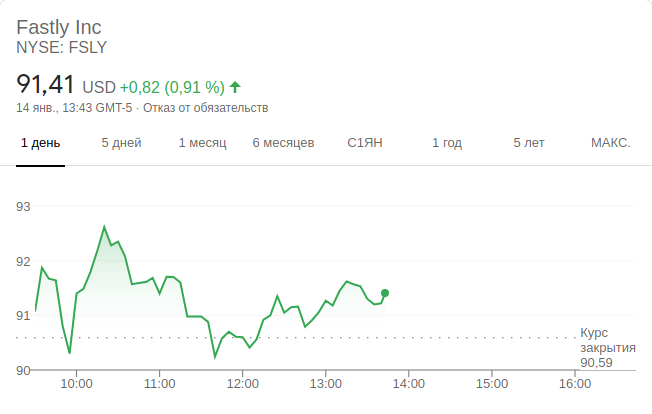 Fastly Inc
NYSE: FSLY
91,41 USD +0,82 (0,91 %)
14 янв., 13:43 GMT-5 · Отказ от обязательств
1 день 5 дней 1 месяц 6 месяцев С1ЯН 1 год 5 лет МАКС.
93
92
91
Курс
закрытия
90,59
90
10:00 11:00 12:00 13:00 14:00 15:00 16:00